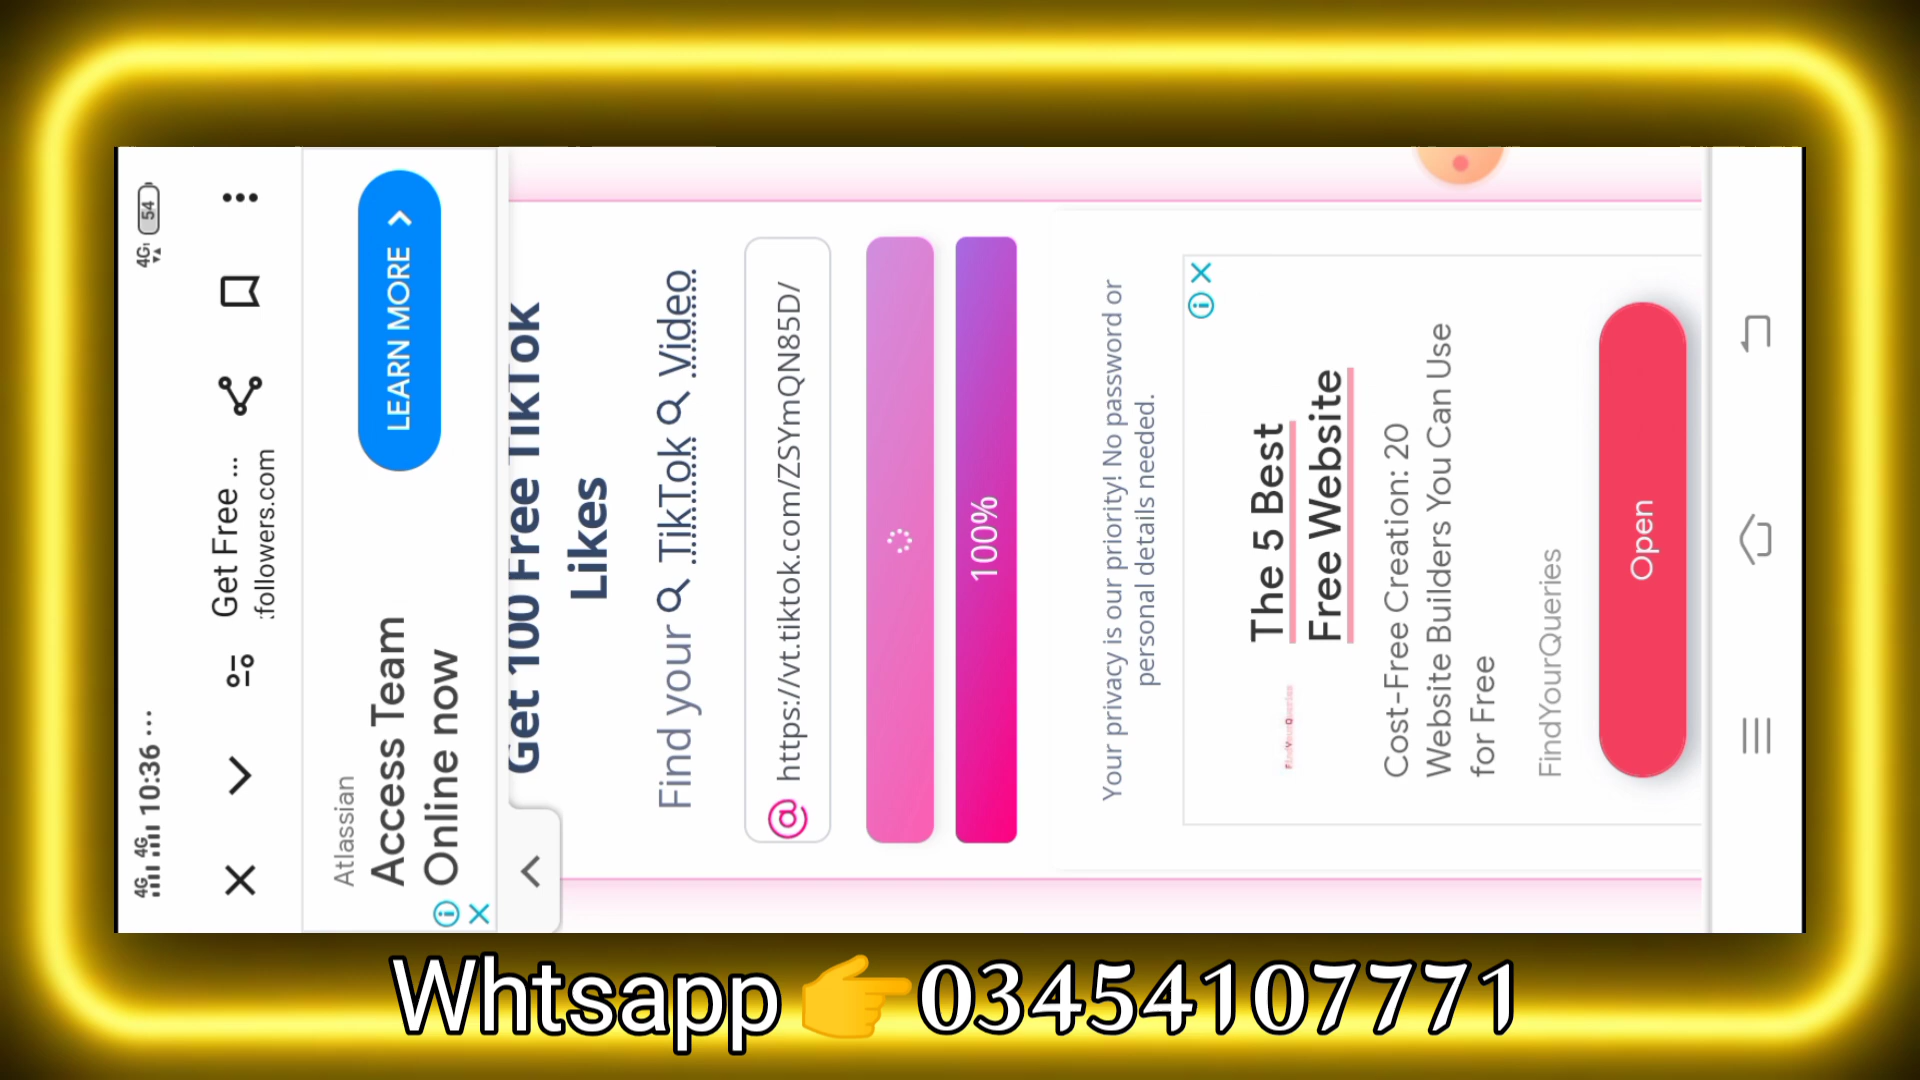 10:36 ...
4G 54
Get Free ...
:followers.com
Atlassian
Access Team
Online now
LEARN MORE
Get 100 Free TikTok
Likes
Find your TikTok Video
@ https://vt.tiktok.com/ZSYmQN85D/
100%
Your privacy is our priority! No password or
personal details needed.
FindYourQueries
The 5 Best
Free Website
Cost-Free Creation: 20
Website Builders You Can Use
for Free
FindYourQueries
Open
Whtsapp👉03454107771